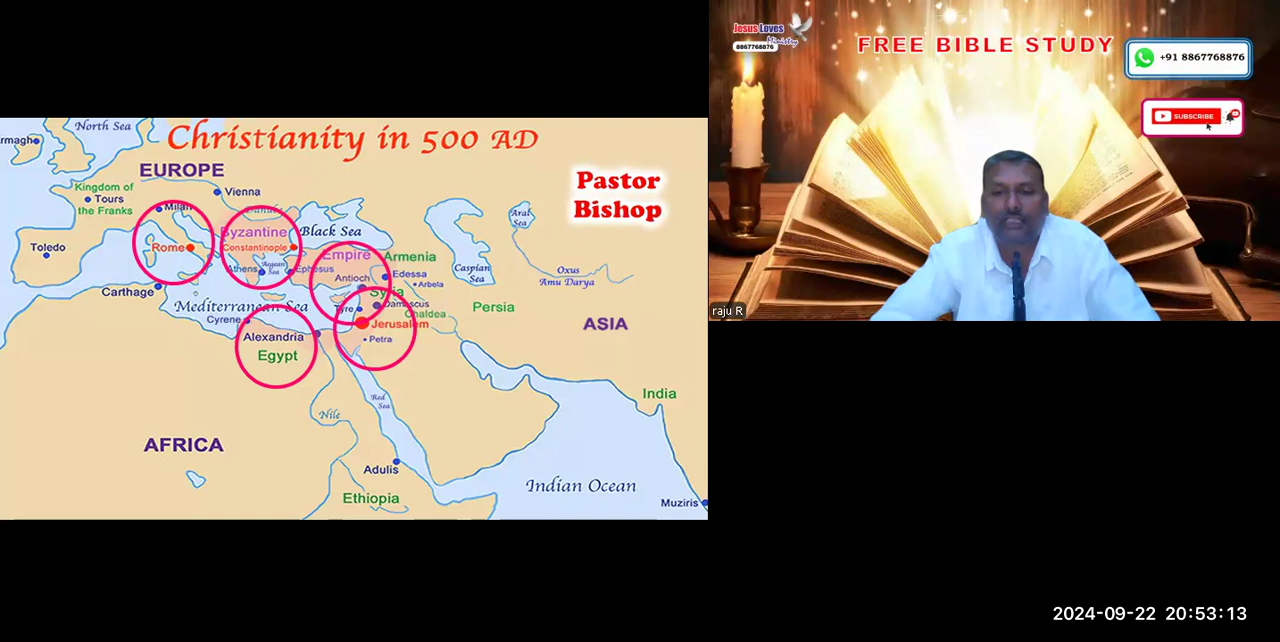 Christianity in 500 AD
North Sea
EUROPE
Pastor
Bishop
Kingdom of
the Franks
Tours
Vienna
Milan
Toledo
Rome
Byzantine
Constantinople
Black Sea
Empire
Armenia
Athens
Aegean
Sea
Ephesus
Antioch
Edessa
Arbela
Caspian
Sea
Aral
Sea
Oxus
Amu Darya
Carthage
Mediterranean Sea
Syria
Tyre
Damascus
Chaldea
Persia
ASIA
Cyrene
Jerusalem
Alexandria
Petra
Egypt
India
Nile
Red
Sea
AFRICA
Adulis
Ethiopia
Indian Ocean
Muziris
Jesus Loves
Ministry
8867768876
FREE BIBLE STUDY
+91 8867768876
SUBSCRIBE
raju R
2024-09-22 20:53:13